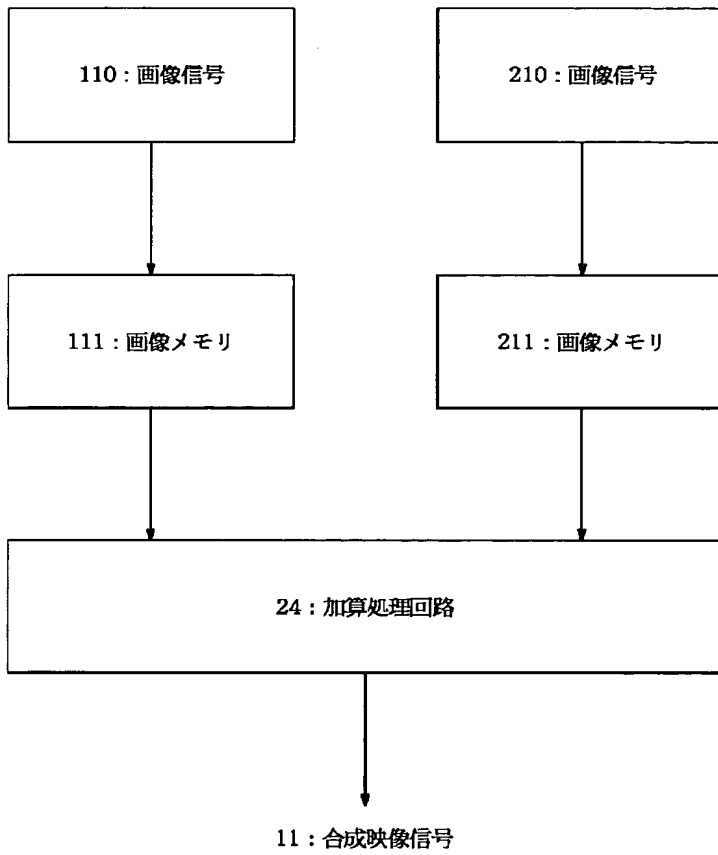 110 : 画像信号
210 : 画像信号
111 : 画像メモリ
211 : 画像メモリ
24 : 加算処理回路
11 : 合成映像信号